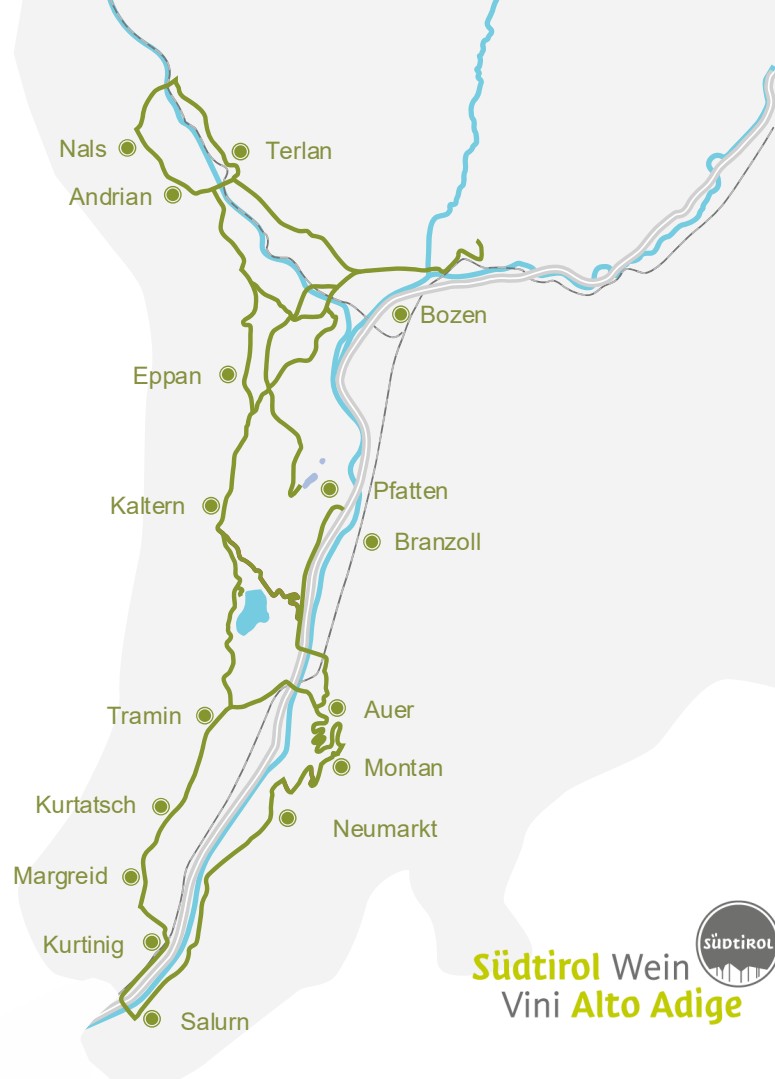 Nals
Terlan
Andrian
Bozen
Eppan
Pfatten
Kaltern
Branzoll
Tramin
Auer
Montan
Kurtatsch
Neumarkt
Margreid
Kurtinig
Salurn
SÜDTIROL
Südtirol Wein
Vini Alto Adige